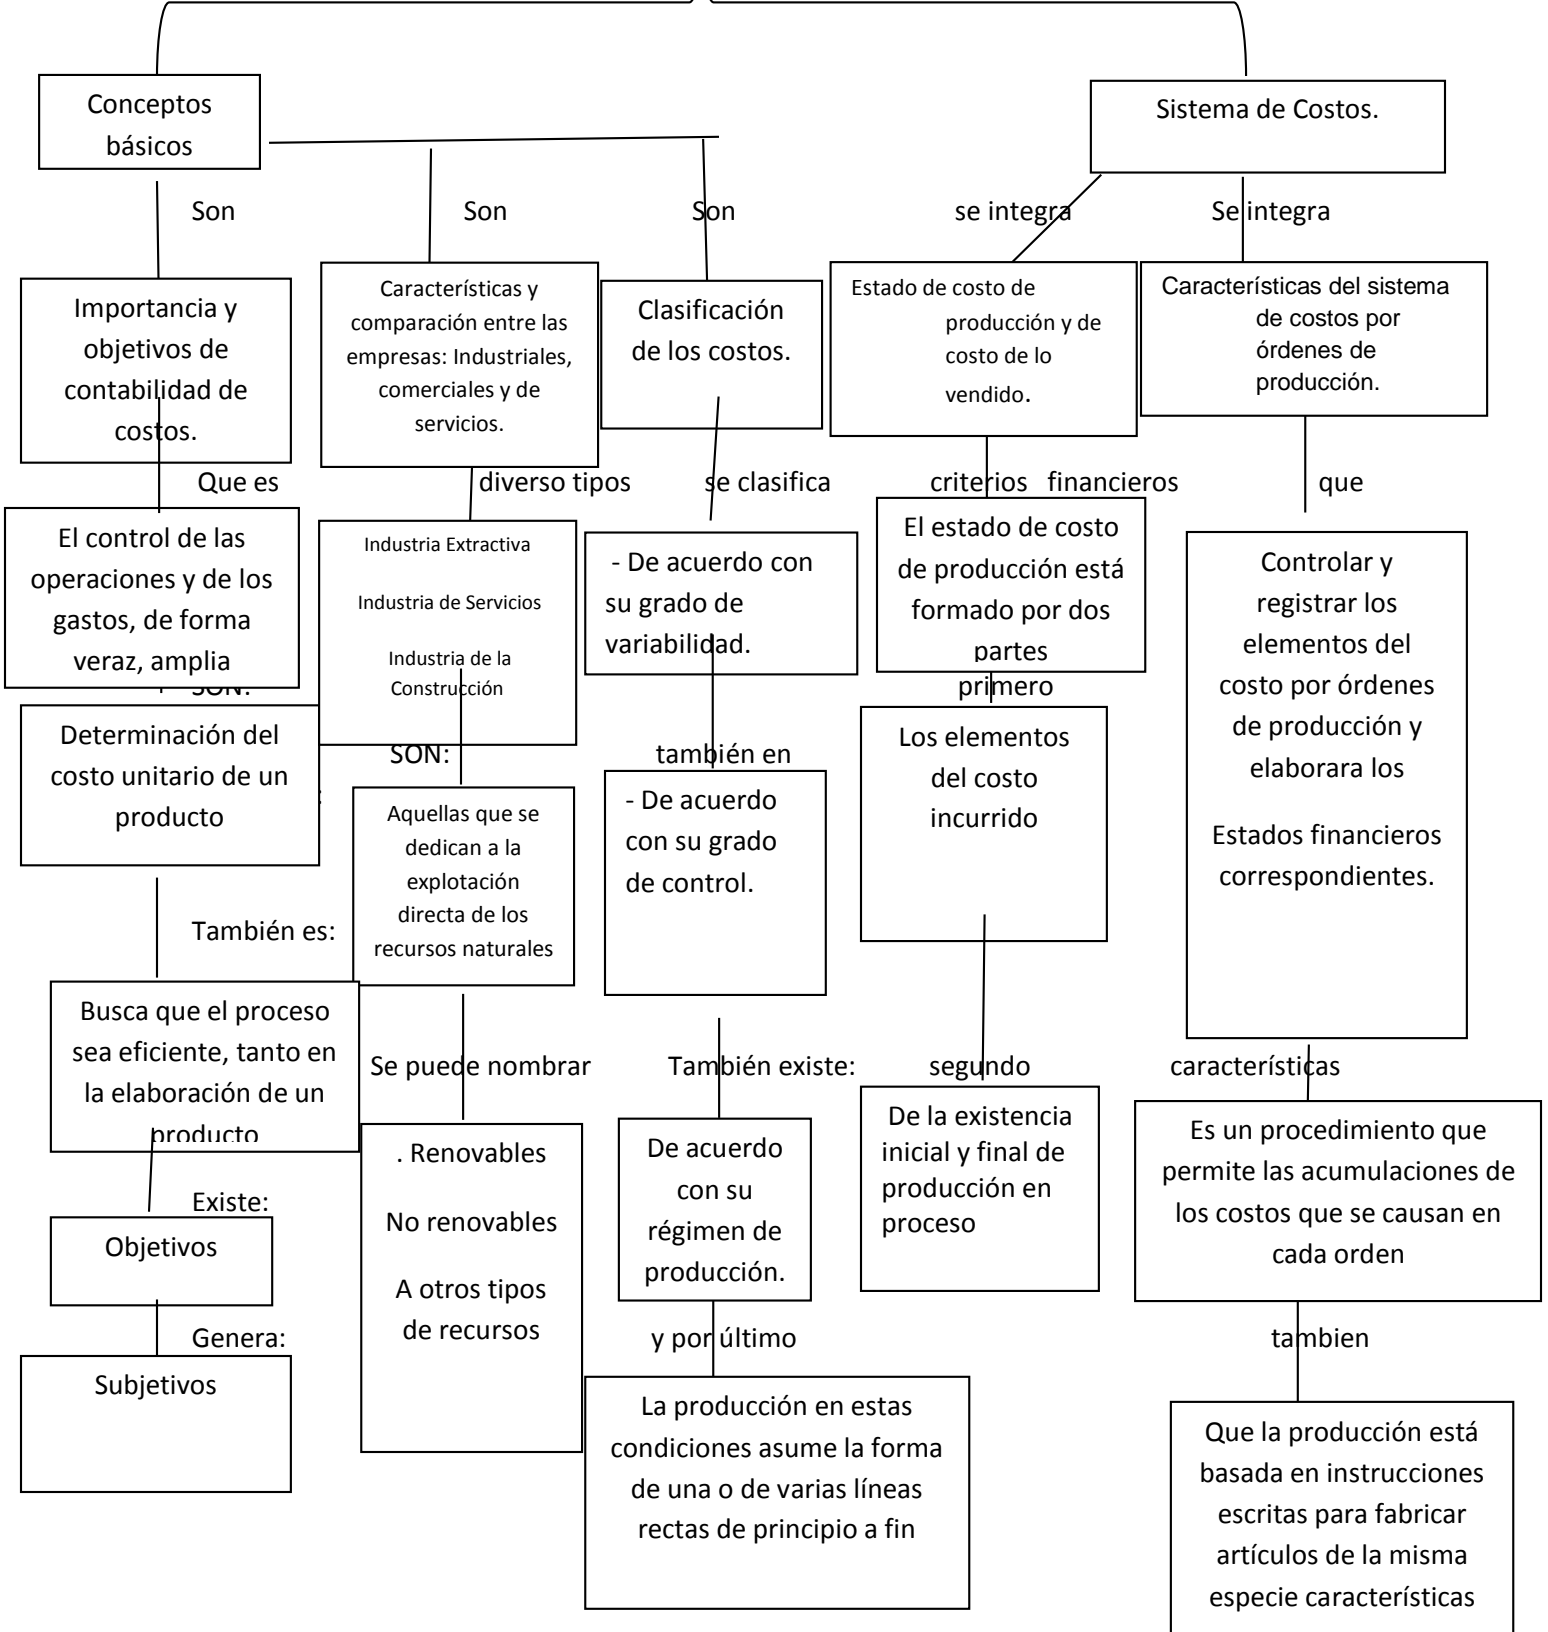 Conceptos
básicos
Sistema de Costos.
Son
Son
Son
se integra
Se integra
Importancia y
objetivos de
contabilidad de
costos.
Características y
comparación entre las
empresas: Industriales,
comerciales y de
servicios.
Clasificación
de los costos.
Estado de costo de
producción y de
costo de lo
vendido.
Características del sistema
de costos por
órdenes de
producción.
Que es
diverso tipos
se clasifica
criterios financieros
que
El control de las
operaciones y de los
gastos, de forma
veraz, amplia
Industria Extractiva
Industria de Servicios
Industria de la
Construcción
- De acuerdo con
su grado de
variabilidad.
El estado de costo
de producción está
formado por dos
partes
Controlar y
registrar los
elementos del
costo por órdenes
de producción y
elaborara los
Estados financieros
correspondientes.
SON:
primero
Determinación del
costo unitario de un
producto
SON:
también en
Los elementos
del costo
incurrido
Aquellas que se
dedican a la
explotación
directa de los
recursos naturales
- De acuerdo
con su grado
de control.
También es:
Busca que el proceso
sea eficiente, tanto en
la elaboración de un
producto
Se puede nombrar
También existe:
segundo
características
. Renovables
No renovables
A otros tipos
de recursos
De acuerdo
con su
régimen de
producción.
De la existencia
inicial y final de
producción en
proceso
Es un procedimiento que
permite las acumulaciones de
los costos que se causan en
cada orden
Existe:
Objetivos
Genera:
y por último
tambien
Subjetivos
La producción en estas
condiciones asume la forma
de una o de varias líneas
rectas de principio a fin
Que la producción está
basada en instrucciones
escritas para fabricar
artículos de la misma
especie características